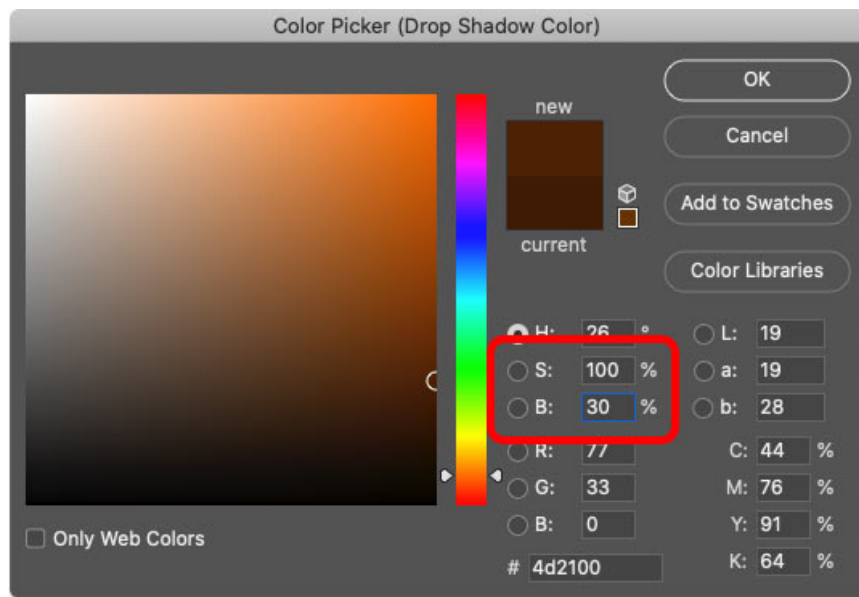 Color Picker (Drop Shadow Color)
OK
new
Cancel
Add to Swatches
current
Color Libraries
H: 26 °
L: 19
S: 100 %
a: 19
B: 30 %
b: 28
R: 77
C: 44 %
G: 33
M: 76 %
B: 0
Y: 91 %
Only Web Colors
# 4d2100
K: 64 %